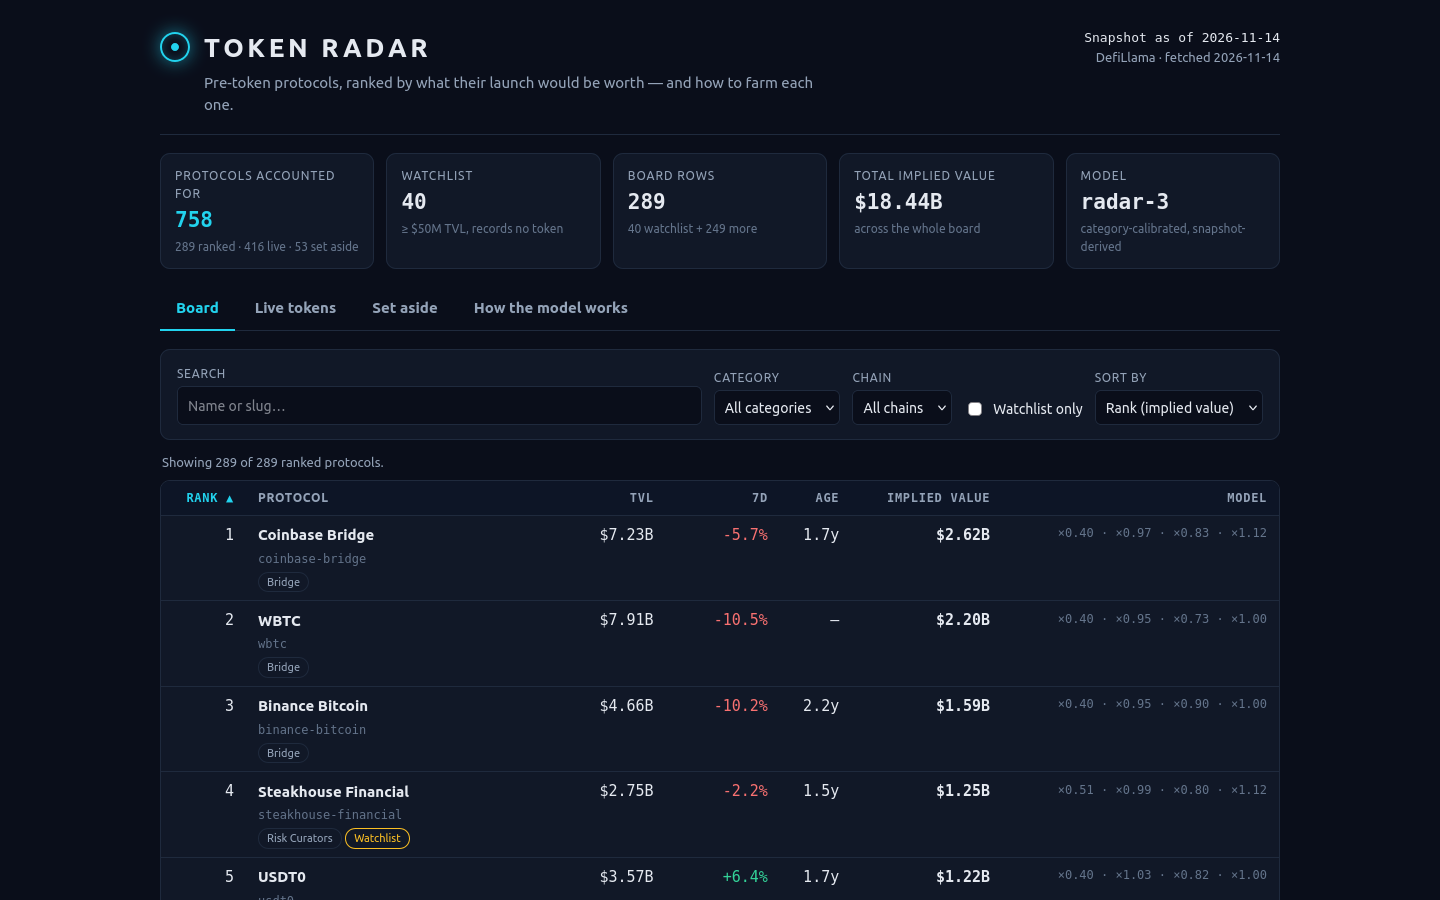 TOKEN RADAR
Snapshot as of 2026-11-14
DefiLlama · fetched 2026-11-14
Pre-token protocols, ranked by what their launch would be worth — and how to farm each
one.
PROTOCOLS ACCOUNTED
FOR
758
289 ranked · 416 live · 53 set aside
WATCHLIST
40
≥ $50M TVL, records no token
BOARD ROWS
289
40 watchlist + 249 more
TOTAL IMPLIED VALUE
$18.44B
across the whole board
MODEL
radar-3
category-calibrated, snapshot-
derived
Board Live tokens Set aside How the model works
SEARCH
Name or slug…
CATEGORY
All categories
CHAIN
All chains
Watchlist only
SORT BY
Rank (implied value)
Showing 289 of 289 ranked protocols.
RANK ▲ PROTOCOL TVL 7D AGE IMPLIED VALUE MODEL
1 Coinbase Bridge $7.23B -5.7% 1.7y $2.62B ×0.40 · ×0.97 · ×0.83 · ×1.12
coinbase-bridge
Bridge
2 WBTC $7.91B -10.5% — $2.20B ×0.40 · ×0.95 · ×0.73 · ×1.00
wbtc
Bridge
3 Binance Bitcoin $4.66B -10.2% 2.2y $1.59B ×0.40 · ×0.95 · ×0.90 · ×1.00
binance-bitcoin
Bridge
4 Steakhouse Financial $2.75B -2.2% 1.5y $1.25B ×0.51 · ×0.99 · ×0.80 · ×1.12
steakhouse-financial
Risk Curators Watchlist
5 USDT0 $3.57B +6.4% 1.7y $1.22B ×0.40 · ×1.03 · ×0.82 · ×1.00